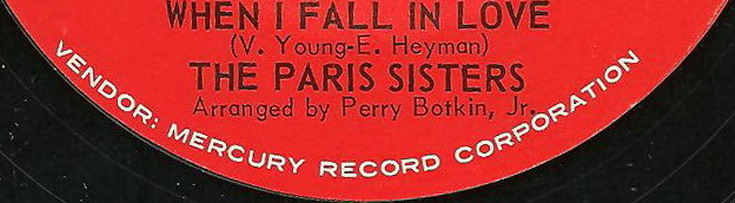 WHEN I FALL IN LOVE
(V. Young-E. Heyman)
THE PARIS SISTERS
Arranged by Perry Botkin, Jr.
VENDOR: MERCURY RECORD CORPORATION